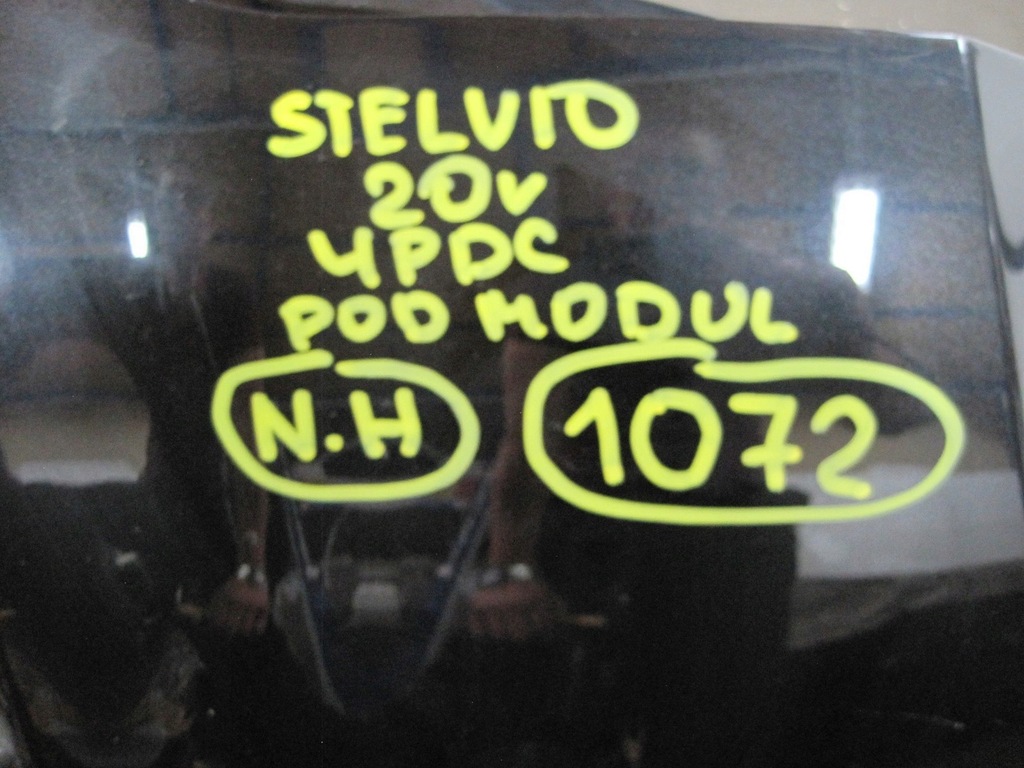 STELVIO
20v
4PDC
POD MODUL
N.H 1072